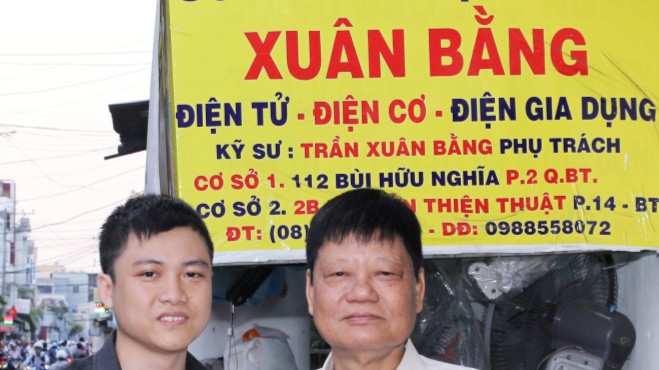 XUÂN BẰNG
ĐIỆN TỬ - ĐIỆN CƠ - ĐIỆN GIA DỤNG
KỸ SƯ : TRẦN XUÂN BẰNG PHỤ TRÁCH
CƠ SỞ 1. 112 BÙI HỮU NGHĨA P.2 Q.BT.
CƠ SỞ 2. 2B THIỆN THUẬT P.14 - BT
ĐT: (08) - DĐ: 0988558072